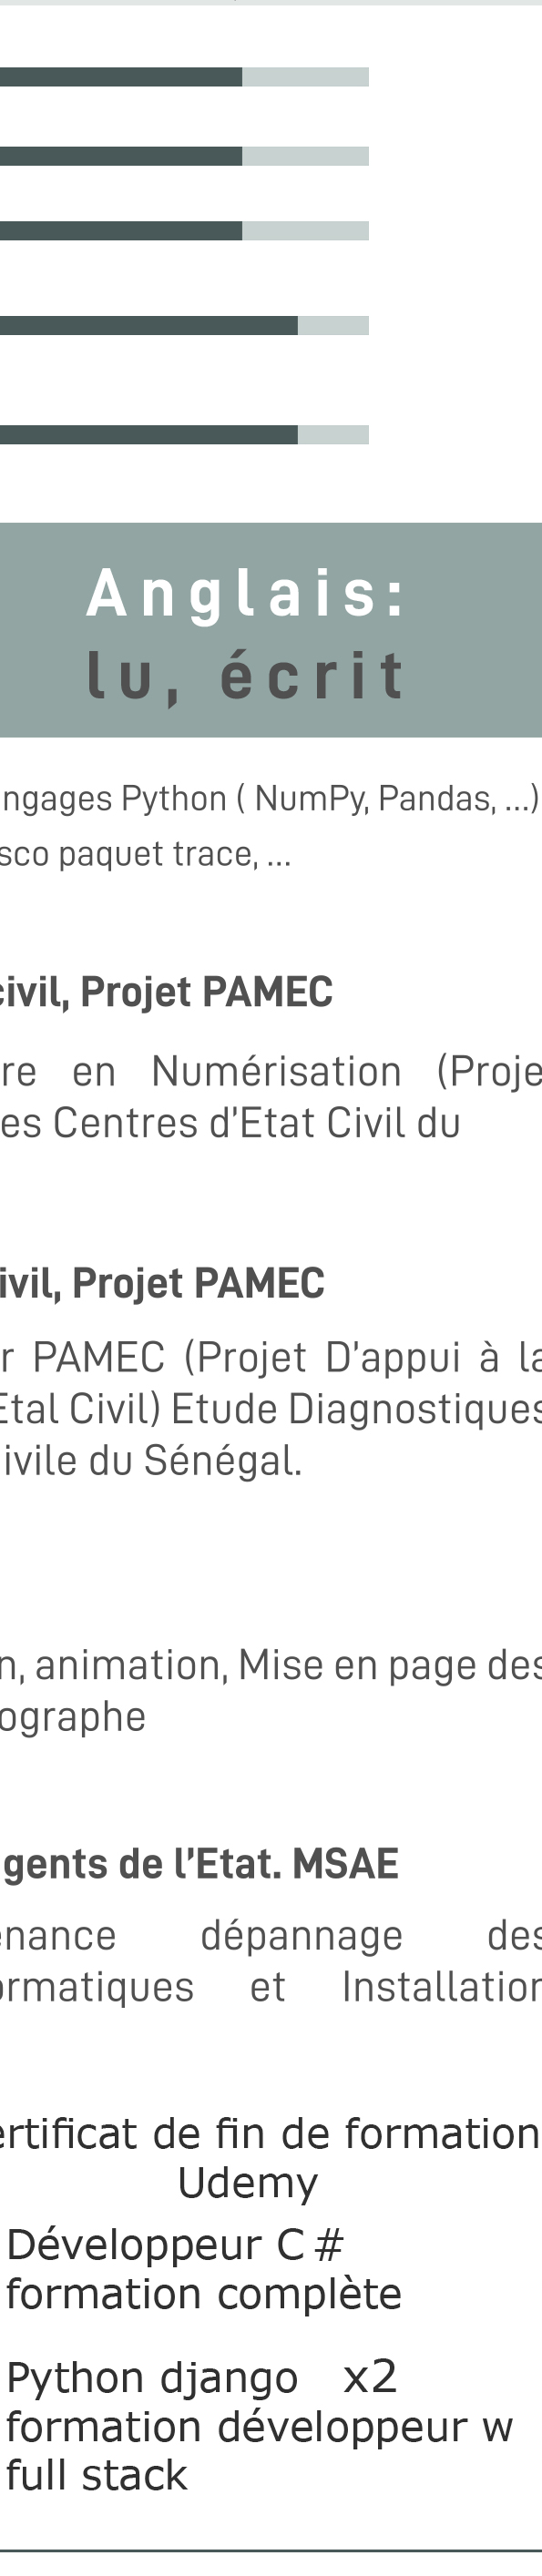 Anglais:
lu, écrit
ngages Python ( NumPy, Pandas, ...)
sco paquet trace, ...
civil, Projet PAMEC
re en Numérisation (Proje
es Centres d'Etat Civil du
ivil, Projet PAMEC
r PAMEC (Projet D'appui à la
Etal Civil) Etude Diagnostiques
ivile du Sénégal.
n, animation, Mise en page des
ographe
gents de l'Etat. MSAE
enance dépannage des
ormatiques et Installation
ertificat de fin de formation
Udemy
Développeur C #
formation complète
Python django x2
formation développeur w
full stack